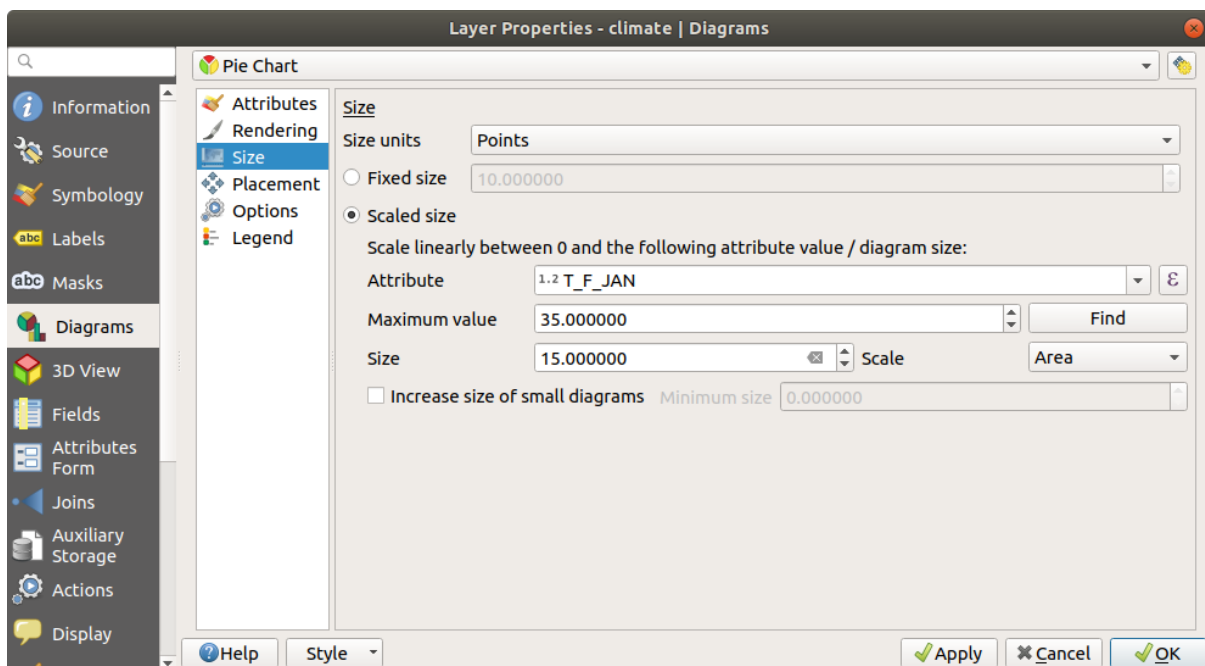 Layer Properties - climate | Diagrams
Information
Source
Symbology
abc Labels
abc Masks
Diagrams
3D View
Fields
Attributes
Form
Joins
Auxiliary
Storage
Actions
Display
Pie Chart
Attributes
Rendering
Size
Placement
Options
Legend
Size
Size units Points
Fixed size 10.000000
Scaled size
Scale linearly between 0 and the following attribute value / diagram size:
Attribute 1.2 T_F_JAN ε
Maximum value 35.000000 Find
Size 15.000000 Scale Area
Increase size of small diagrams Minimum size 0.000000
Help Style Apply Cancel OK